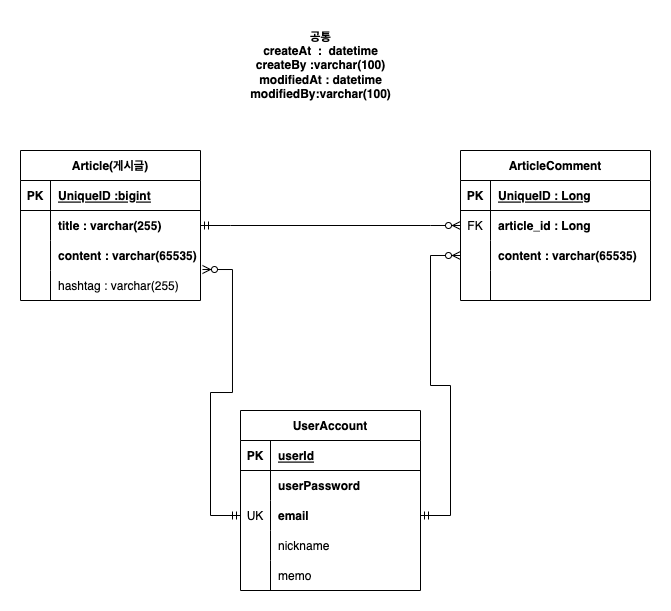 공통
createAt : datetime
createBy :varchar(100)
modifiedAt : datetime
modifiedBy:varchar(100)
Article(게시글)
PK UniqueID :bigint
title : varchar(255)
content : varchar(65535)
hashtag : varchar(255)
ArticleComment
PK UniqueID : Long
FK article_id : Long
content : varchar(65535)
UserAccount
PK userId
userPassword
UK email
nickname
memo